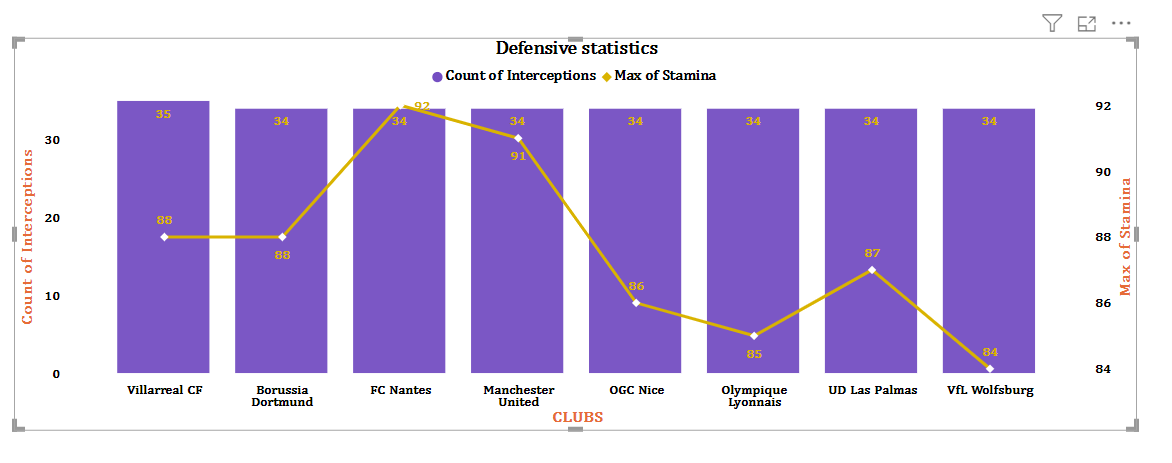 Defensive statistics
Count of Interceptions Max of Stamina
Count of Interceptions
30
20
10
0
35
34
34
34
34
34
34
34
88
88
92
91
86
85
87
84
92
90
88
86
84
Max of Stamina
Villarreal CF
Borussia
Dortmund
FC Nantes
Manchester
United
OGC Nice
Olympique
Lyonnais
UD Las Palmas
VfL Wolfsburg
CLUBS